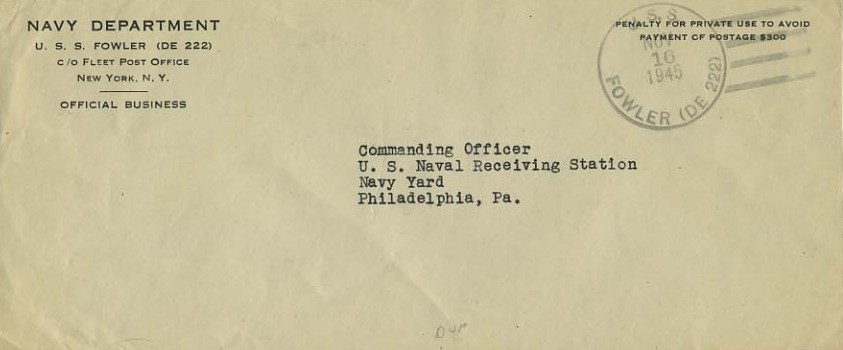 NAVY DEPARTMENT
U. S. S. FOWLER (DE 222)
C/O FLEET POST OFFICE
NEW YORK, N. Y.
OFFICIAL BUSINESS
PENALTY FOR PRIVATE USE TO AVOID
PAYMENT OF POSTAGE $300
U. S. S.
NOV
16
1945
FOWLER (DE 222)
Commanding Officer
U. S. Naval Receiving Station
Navy Yard
Philadelphia, Pa.